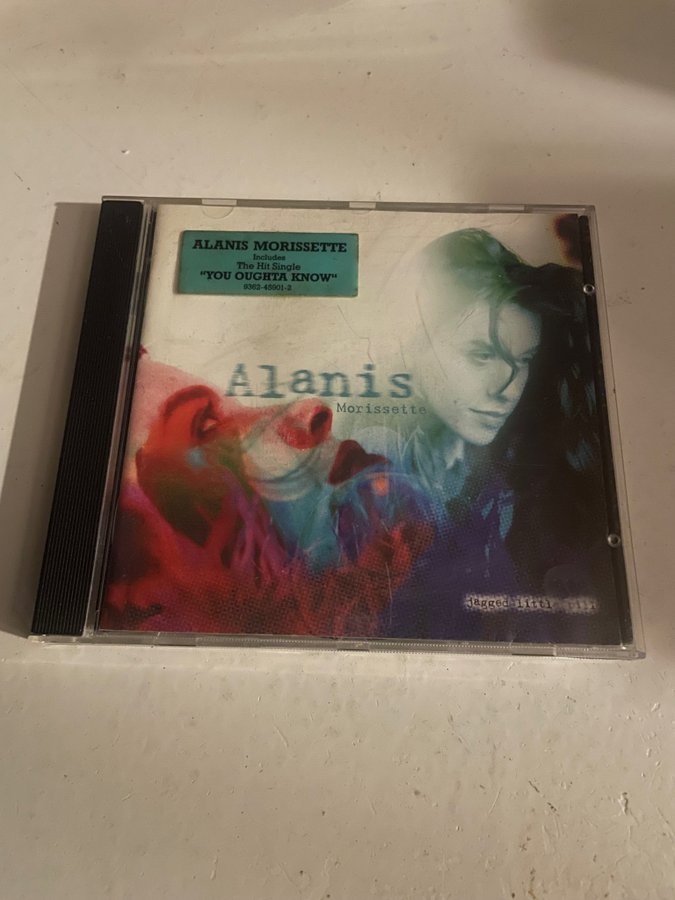 ALANIS MORISSETTE
Includes
The Hit Single
"YOU OUGHTA KNOW"
9362-45901-2
Alanis
Morissette
jagged little pill